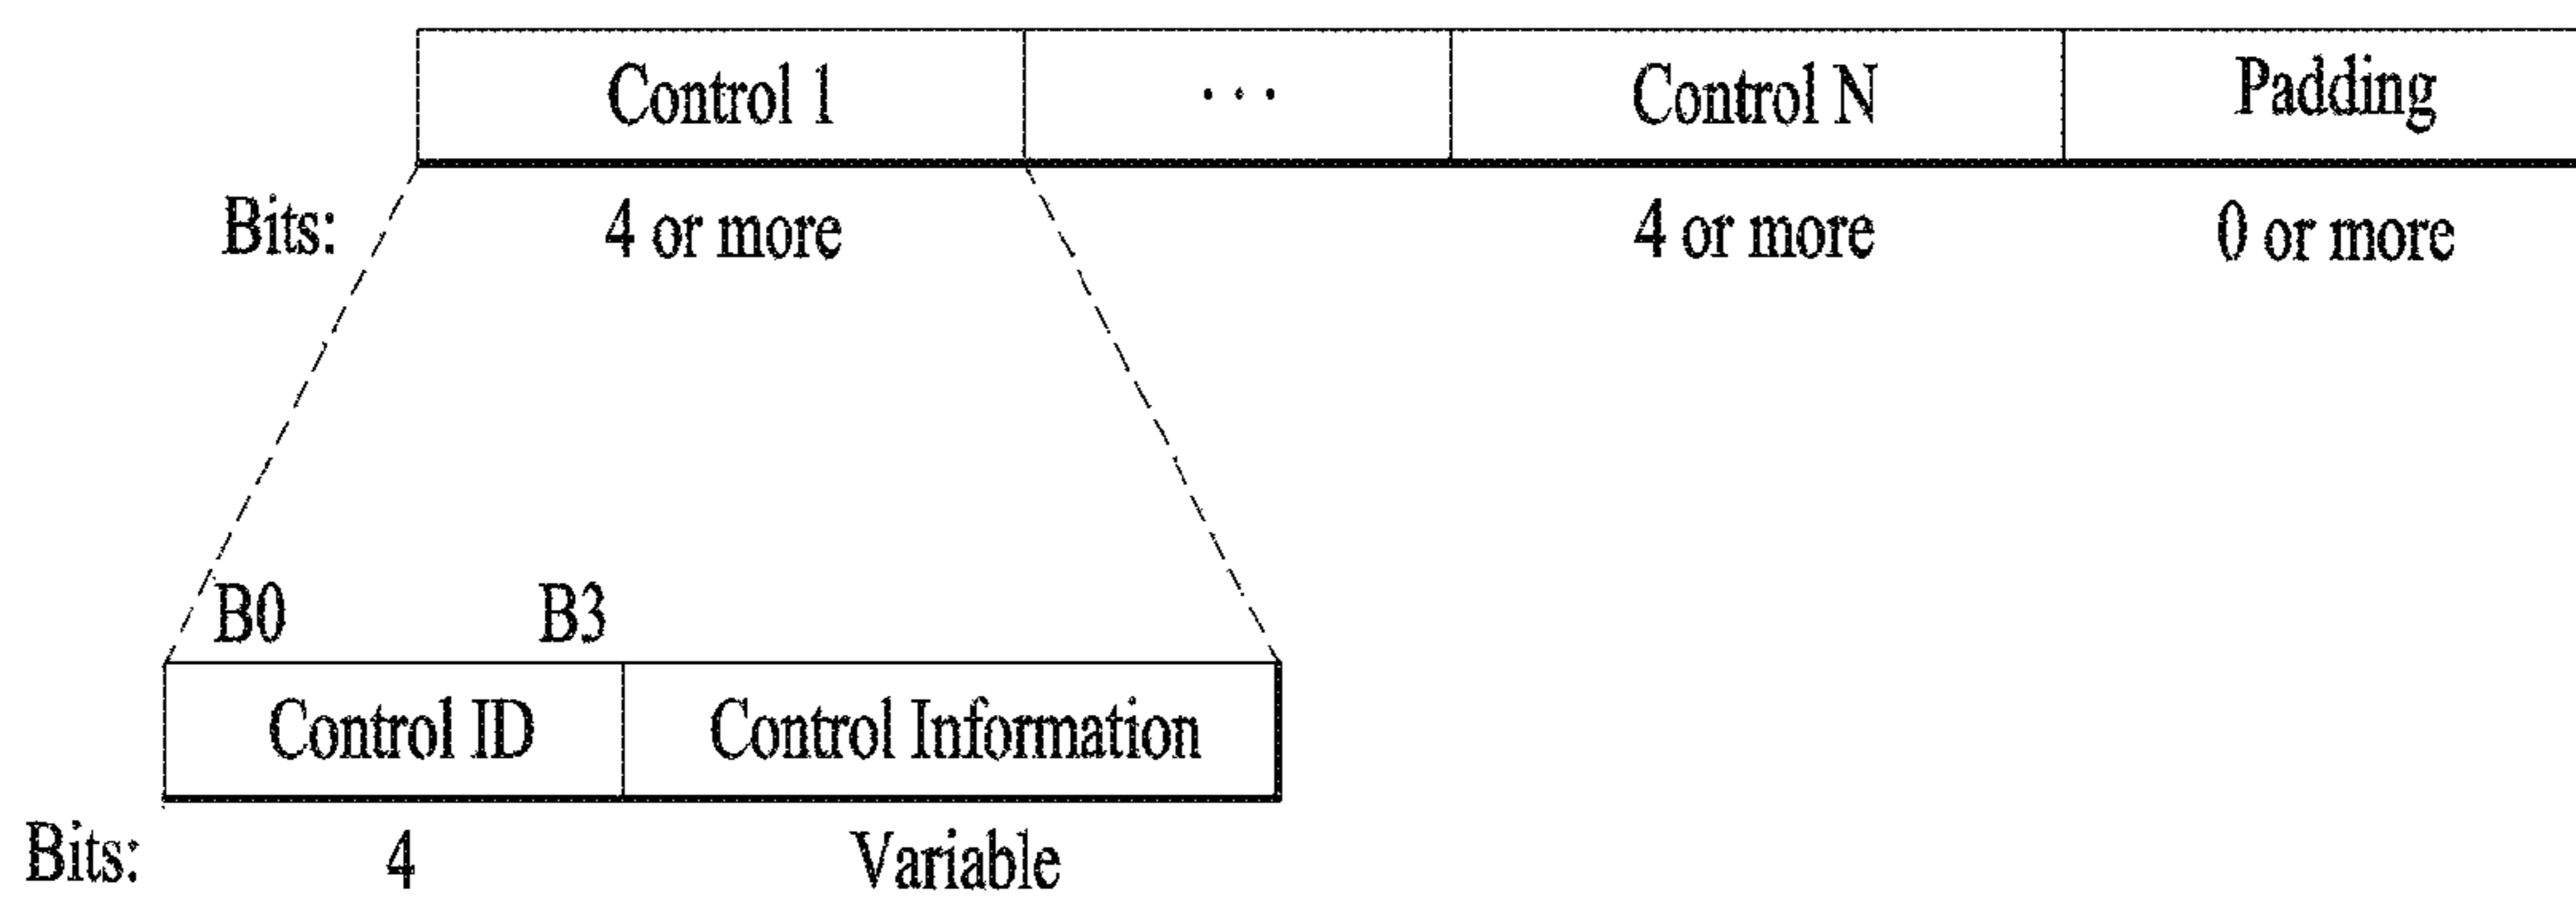 Control 1 ... Control N Padding
Bits: 4 or more 4 or more 0 or more
B0 B3
Control ID Control Information
Bits: 4 Variable